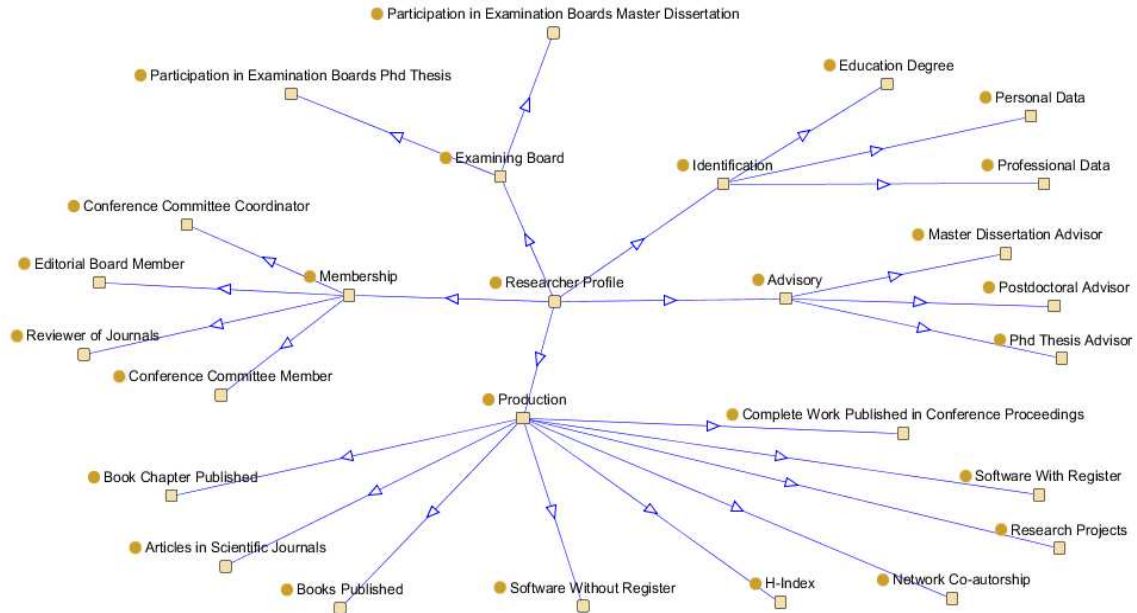 Participation in Examination Boards Master Dissertation
Participation in Examination Boards Phd Thesis
Education Degree
Personal Data
Examining Board
Identification
Professional Data
Conference Committee Coordinator
Master Dissertation Advisor
Editorial Board Member
Membership
Researcher Profile
Advisory
Postdoctoral Advisor
Reviewer of Journals
Phd Thesis Advisor
Conference Committee Member
Production
Complete Work Published in Conference Proceedings
Book Chapter Published
Software With Register
Research Projects
Articles in Scientific Journals
Books Published
Software Without Register
H-Index
Network Co-autorship